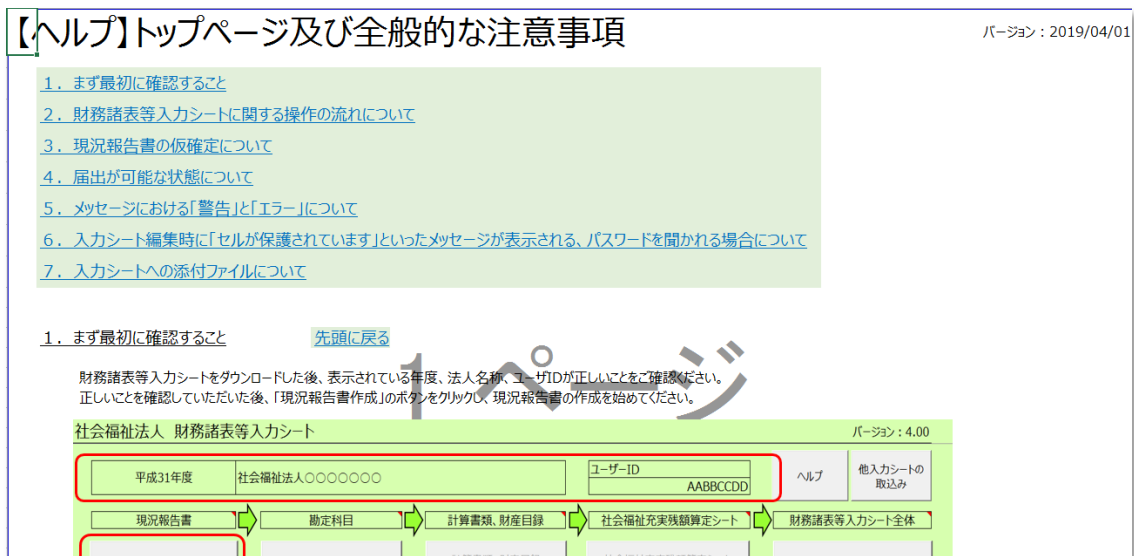 【ヘルプ】トップページ及び全般的な注意事項
バージョン：2019/04/01
１．まず最初に確認すること
２．財務諸表等入力シートに関する操作の流れについて
３．現況報告書の仮確定について
４．届出が可能な状態について
５．メッセージにおける「警告」と「エラー」について
６．入力シート編集時に「セルが保護されています」といったメッセージが表示される、パスワードを聞かれる場合について
７．入力シートへの添付ファイルについて
１．まず最初に確認すること 先頭に戻る
1 ページ
財務諸表等入力シートをダウンロードした後、表示されている年度、法人名称、ユーザIDが正しいことをご確認ください。
正しいことを確認していただいた後、「現況報告書作成」のボタンをクリックし、現況報告書の作成を始めてください。
社会福祉法人 財務諸表等入力シート
バージョン：4.00
平成31年度
社会福祉法人○○○○○○○
ユーザーID
AABBCCDD
ヘルプ
他入力シートの
取込み
現況報告書
勘定科目
計算書類、財産目録
社会福祉充実残額算定シート
財務諸表等入力シート全体